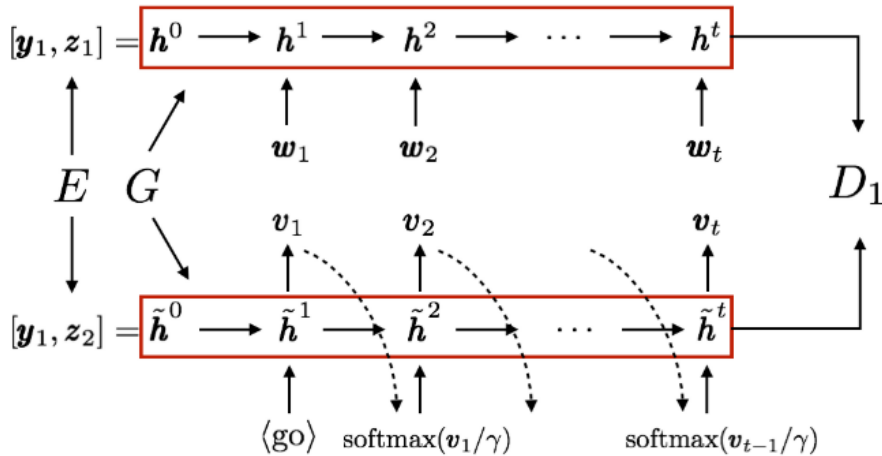 [y₁, z₁] = h⁰ h¹ h² ··· hᵗ
w₁ w₂ wₜ
E G D₁
v₁ v₂ vₜ
[y₁, z₂] = h̃⁰ h̃¹ h̃² ··· h̃ᵗ
⟨go⟩ softmax(v₁/γ) softmax(vₜ₋₁/γ)